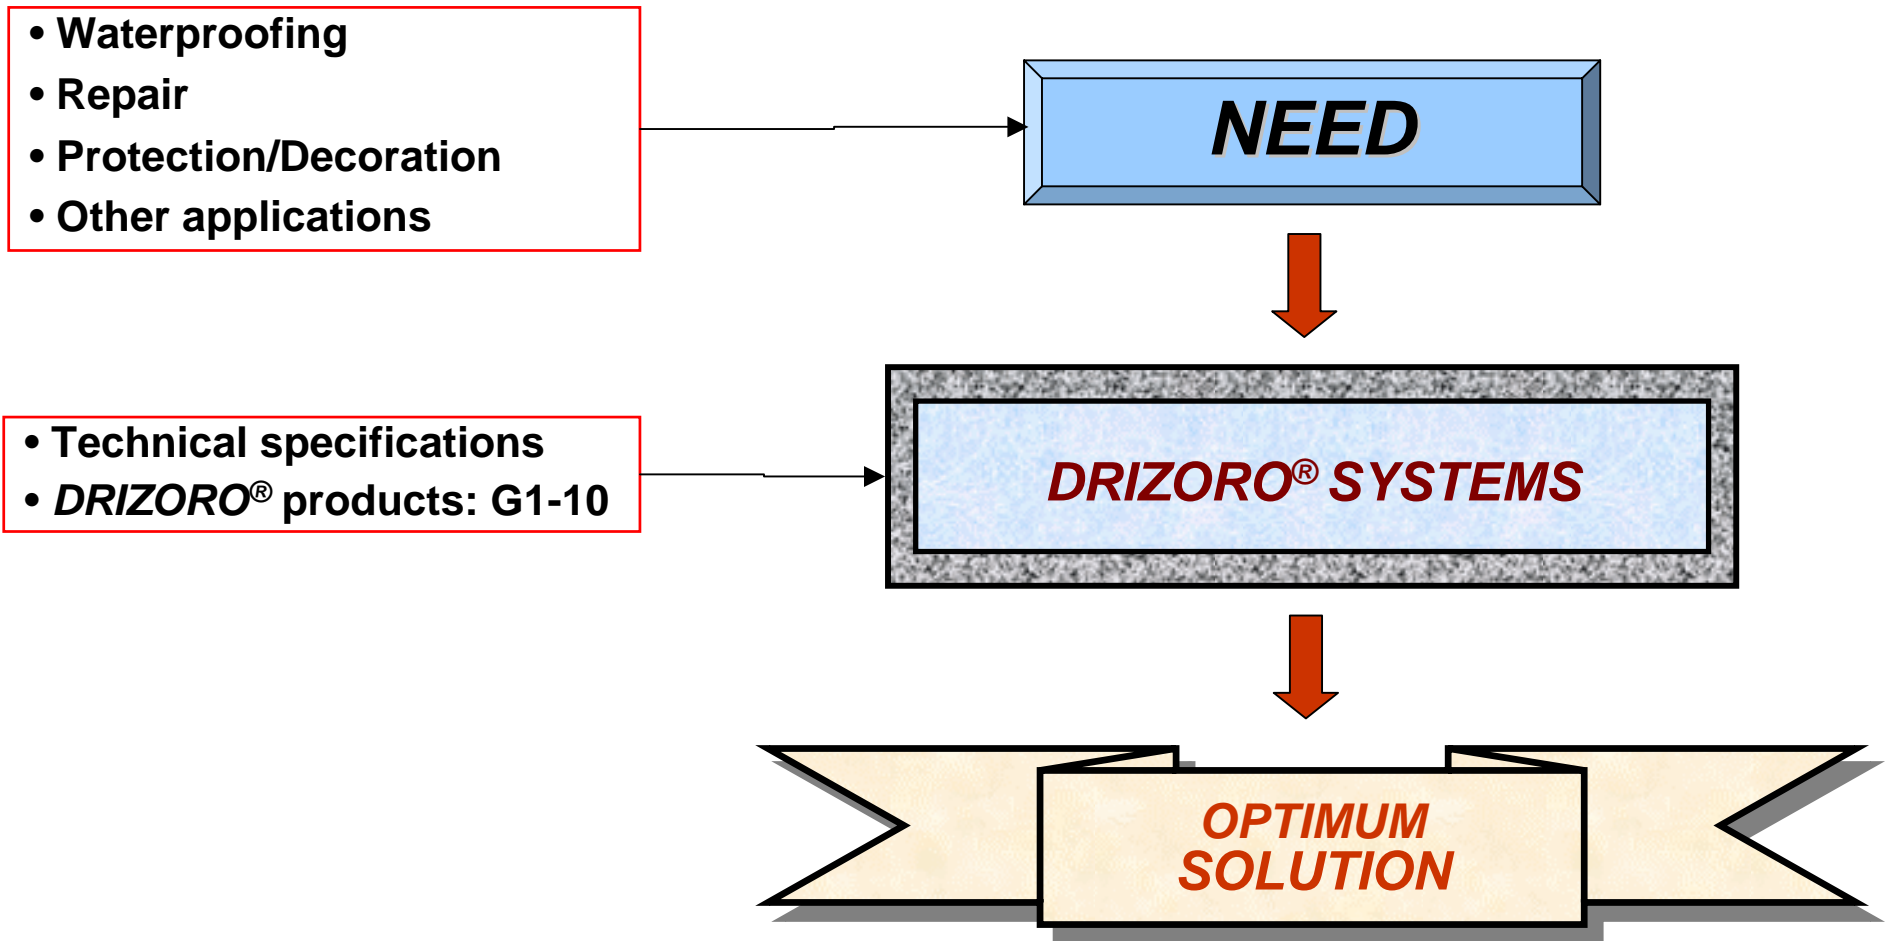 • Waterproofing
• Repair
• Protection/Decoration
• Other applications
NEED
• Technical specifications
• DRIZORO® products: G1-10
DRIZORO® SYSTEMS
OPTIMUM
SOLUTION